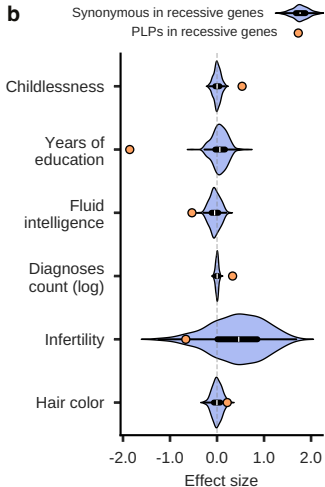 b
Synonymous in recessive genes
PLPs in recessive genes
Childlessness
Years of
education
Fluid
intelligence
Diagnoses
count (log)
Infertility
Hair color
-2.0 -1.0 0.0 1.0 2.0
Effect size